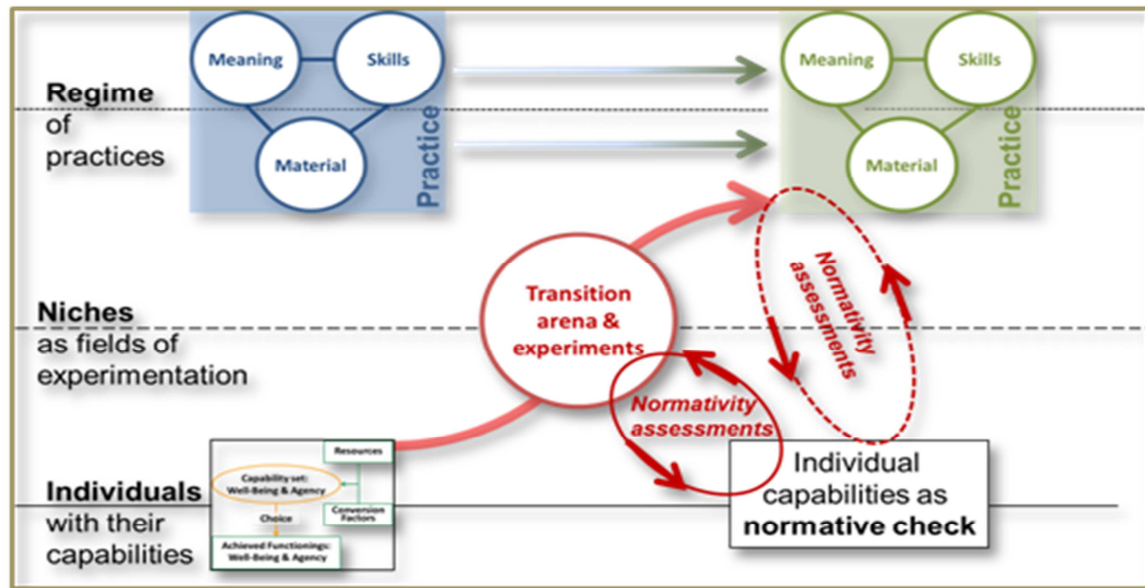 Regime
of
practices
Meaning
Skills
Material
Practice
Meaning
Skills
Material
Practice
Niches
as fields of
experimentation
Transition
arena &
experiments
Normativity
assessments
Normativity
assessments
Individuals
with their
capabilities
Resources
Capability set:
Well-Being & Agency
Conversion
Factors
Choice
Achieved Functionings:
Well-Being & Agency
Individual
capabilities as
normative check